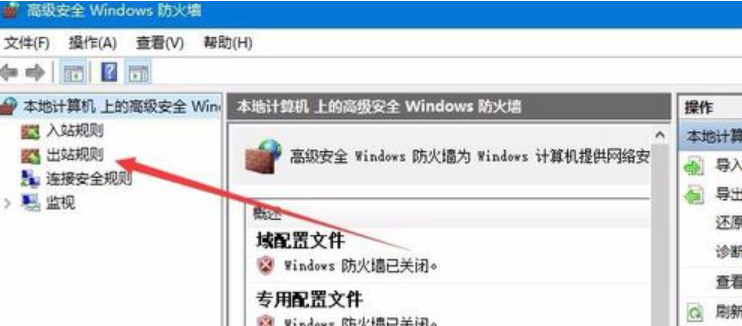 高级安全 Windows 防火墙
文件(F) 操作(A) 查看(V) 帮助(H)
本地计算机 上的高级安全 Win
入站规则
出站规则
连接安全规则
监视
本地计算机 上的高级安全 Windows 防火墙
高级安全 Windows 防火墙为 Windows 计算机提供网络安
概述
域配置文件
Windows 防火墙已关闭。
专用配置文件
Windows 防火墙已关闭。
操作
本地计算
导入
导出
还原
诊断
查看
刷新